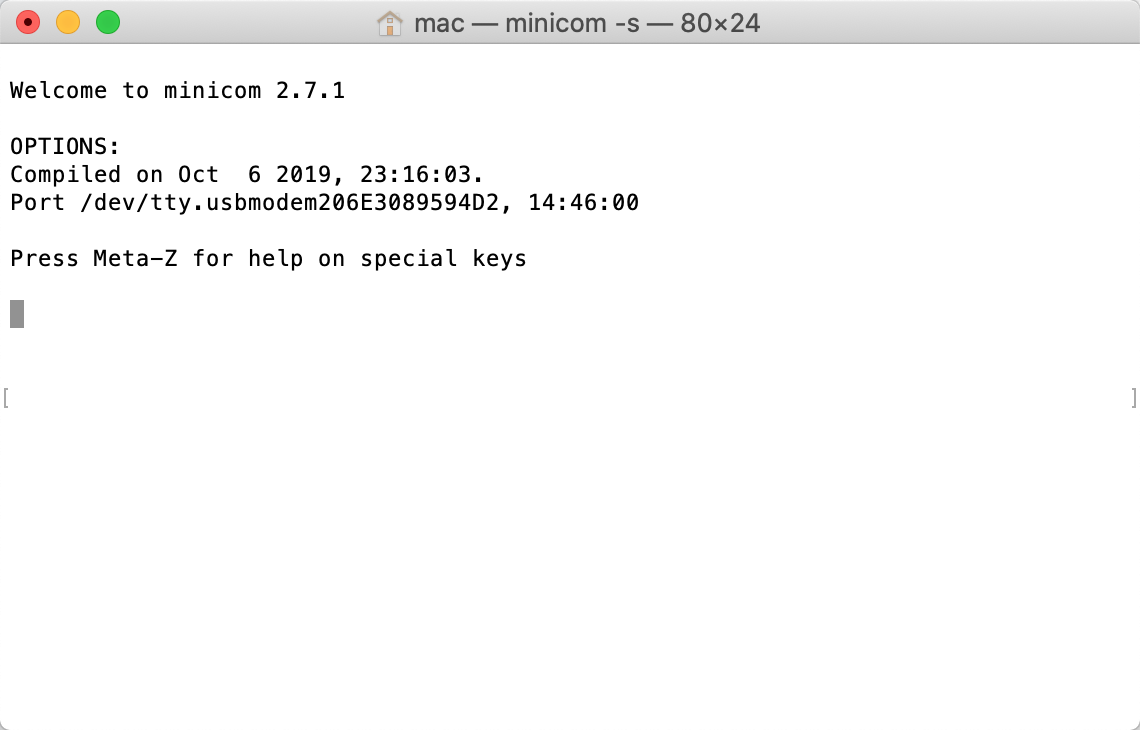 mac — minicom -s — 80×24
Welcome to minicom 2.7.1
OPTIONS:
Compiled on Oct  6 2019, 23:16:03.
Port /dev/tty.usbmodem206E3089594D2, 14:46:00
Press Meta-Z for help on special keys
[ ]